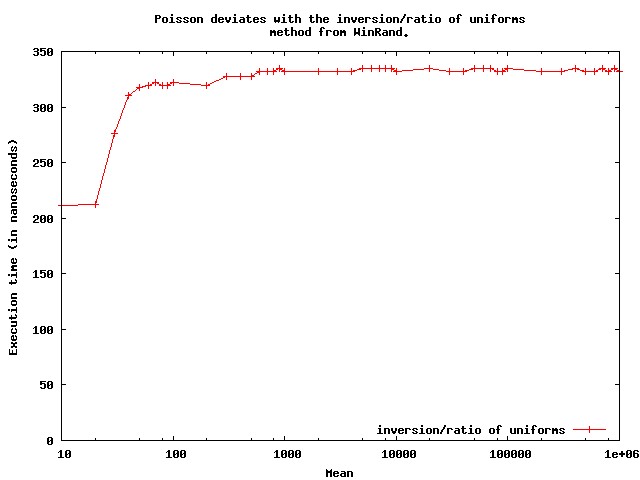 Poisson deviates with the inversion/ratio of uniforms
method from WinRand.
350
300
250
200
150
100
50
0
Execution time (in nanoseconds)
inversion/ratio of uniforms
10 100 1000 10000 100000 1e+06
Mean